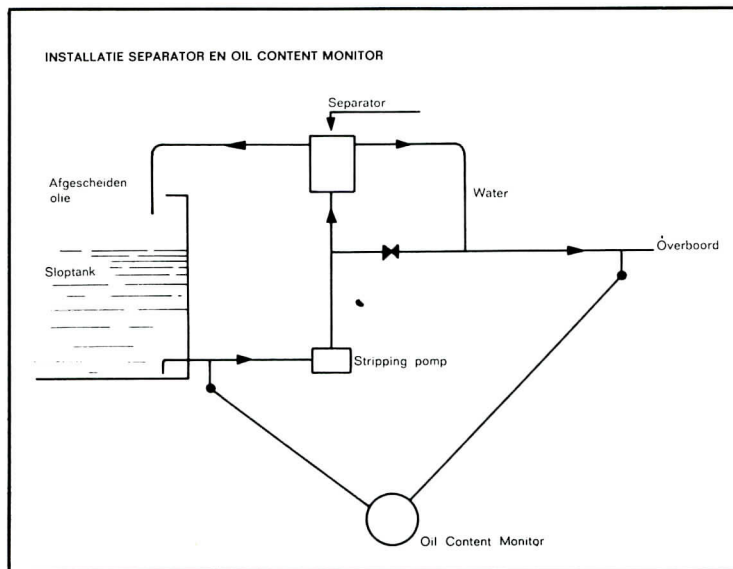 INSTALLATIE SEPARATOR EN OIL CONTENT MONITOR
Separator
Afgescheiden
olie
Water
Overboord
Sloptank
Stripping pomp
Oil Content Monitor